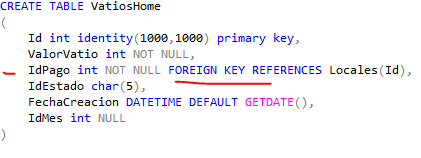 CREATE TABLE VatiosHome
(
Id int identity(1000,1000) primary key,
ValorVatio int NOT NULL,
IdPago int NOT NULL FOREIGN KEY REFERENCES Locales(Id),
IdEstado char(5),
FechaCreacion DATETIME DEFAULT GETDATE(),
IdMes int NULL
)